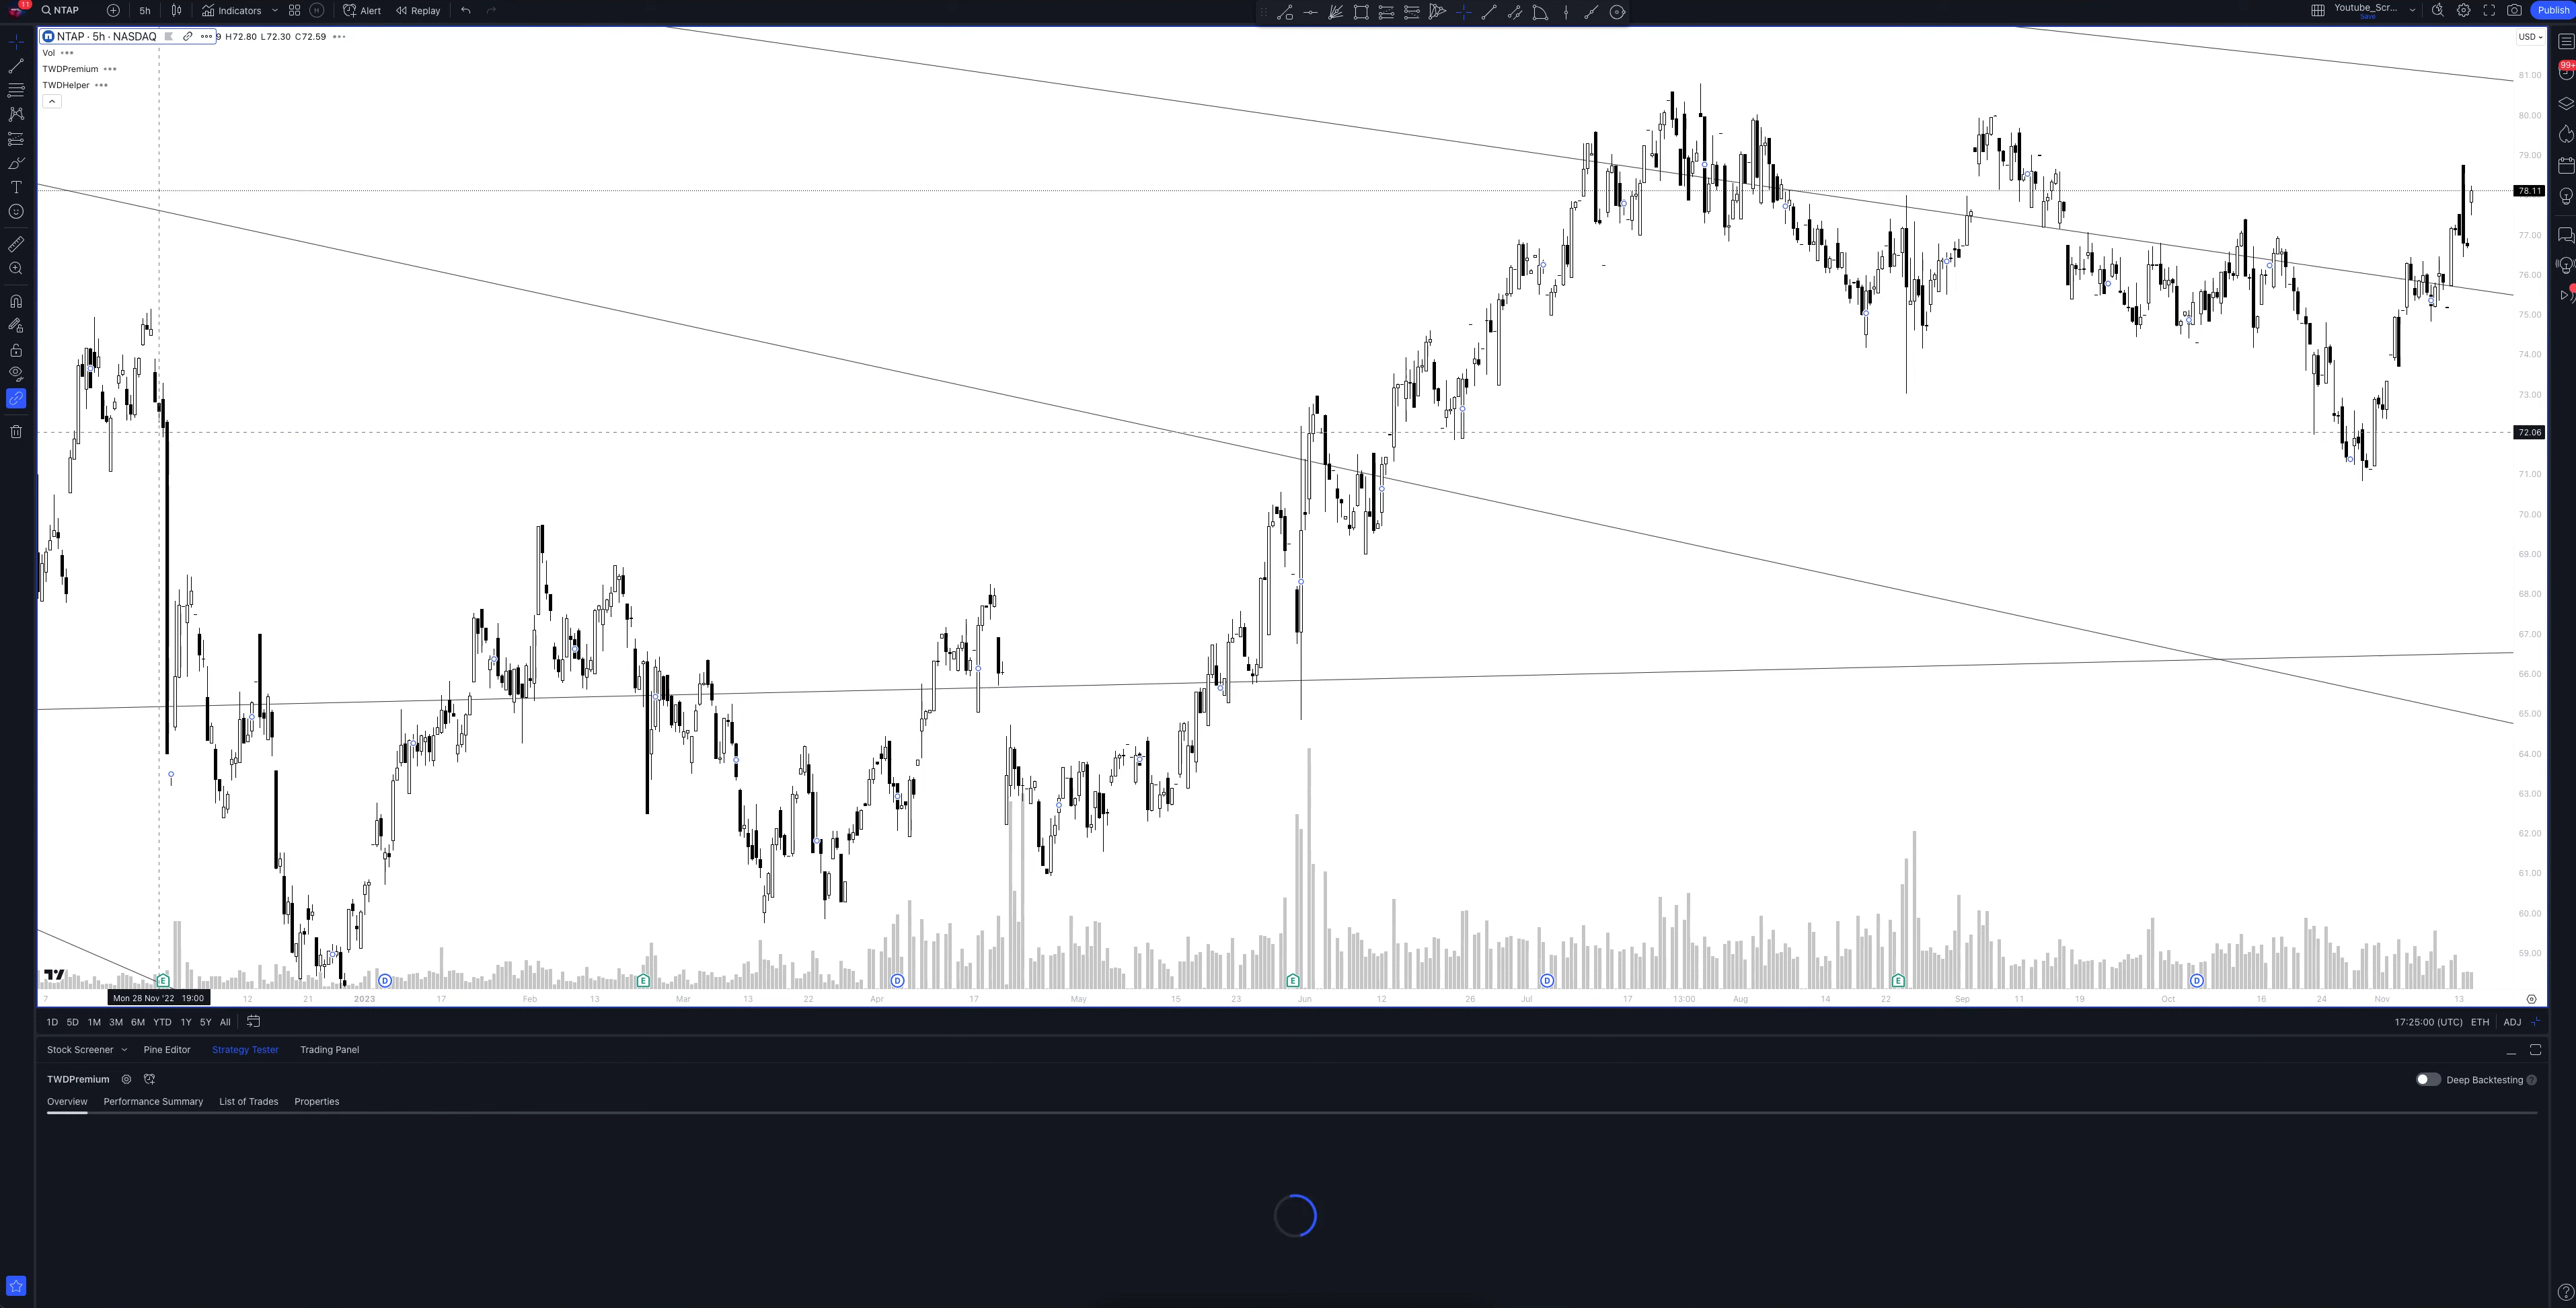 11 NTAP 5h Indicators Alert Replay Youtube_Scr... Save Publish
NTAP · 5h · NASDAQ 9 H72.80 L72.30 C72.59 USD
Vol
TWDPremium
TWDHelper
99+
81.00
80.00
79.00
78.11
77.00
76.00
75.00
74.00
73.00
72.06
71.00
70.00
69.00
68.00
67.00
66.00
65.00
64.00
63.00
62.00
61.00
60.00
59.00
E D E D E D E D
7 Mon 28 Nov '22 19:00 12 21 2023 17 Feb 13 Mar 13 22 Apr 17 May 15 23 Jun 12 26 Jul 17 13:00 Aug 14 22 Sep 11 19 Oct 16 24 Nov 13
1D 5D 1M 3M 6M YTD 1Y 5Y All 17:25:00 (UTC) ETH ADJ
Stock Screener Pine Editor Strategy Tester Trading Panel
TWDPremium Deep Backtesting
Overview Performance Summary List of Trades Properties